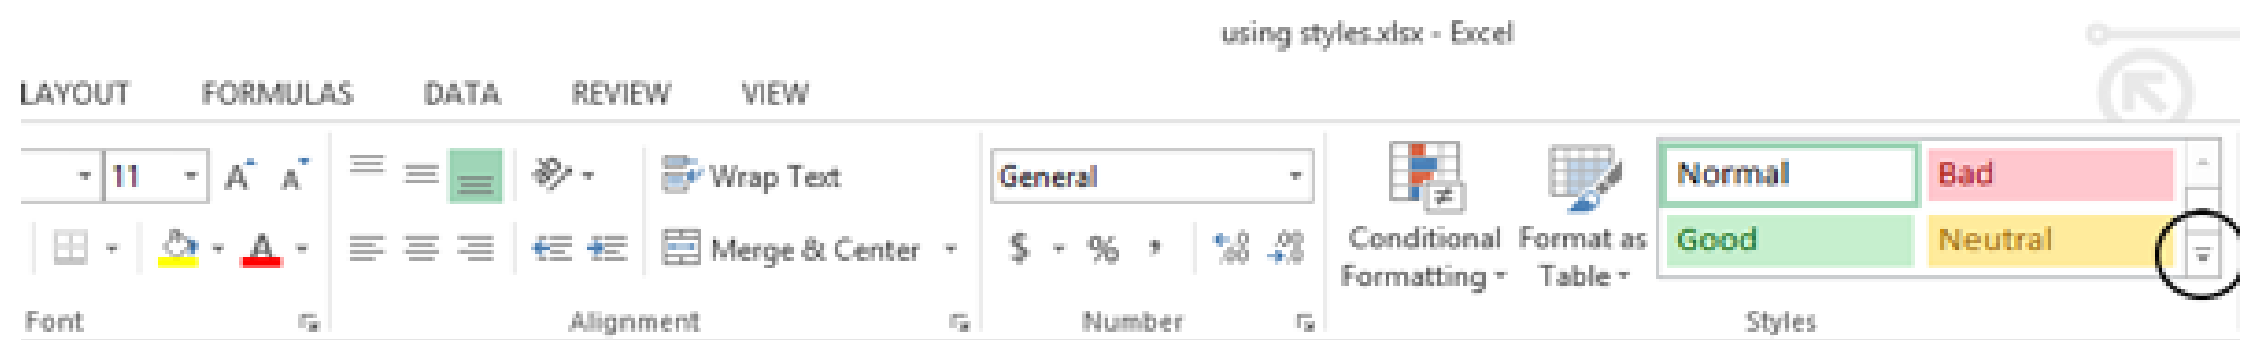 using styles.xlsx - Excel
LAYOUT FORMULAS DATA REVIEW VIEW
11 A A Wrap Text General Normal Bad
A Merge & Center $ % , Conditional Formatting Format as Table Good Neutral
Font Alignment Number Styles